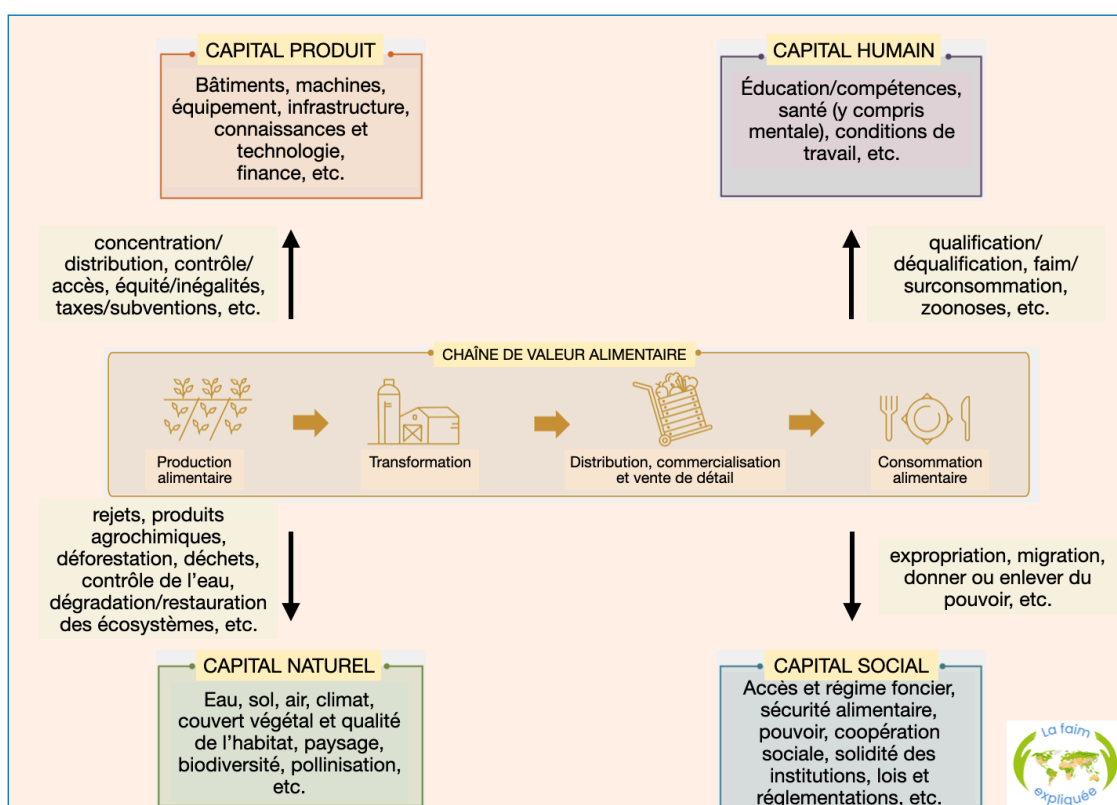 CAPITAL PRODUIT
Bâtiments, machines,
équipement, infrastructure,
connaissances et
technologie,
finance, etc.
CAPITAL HUMAIN
Éducation/compétences,
santé (y compris
mentale), conditions de
travail, etc.
concentration/
distribution, contrôle/
accès, équité/inégalités,
taxes/subventions, etc.
qualification/
déqualification, faim/
surconsommation,
zoonoses, etc.
CHAÎNE DE VALEUR ALIMENTAIRE
Production
alimentaire
Transformation
Distribution, commercialisation
et vente de détail
Consommation
alimentaire
rejets, produits
agrochimiques,
déforestation, déchets,
contrôle de l’eau,
dégradation/restauration
des écosystèmes, etc.
expropriation, migration,
donner ou enlever du
pouvoir, etc.
CAPITAL NATUREL
Eau, sol, air, climat,
couvert végétal et qualité
de l’habitat, paysage,
biodiversité, pollinisation,
etc.
CAPITAL SOCIAL
Accès et régime foncier,
sécurité alimentaire,
pouvoir, coopération
sociale, solidité des
institutions, lois et
réglementations, etc.
La faim
expliquée